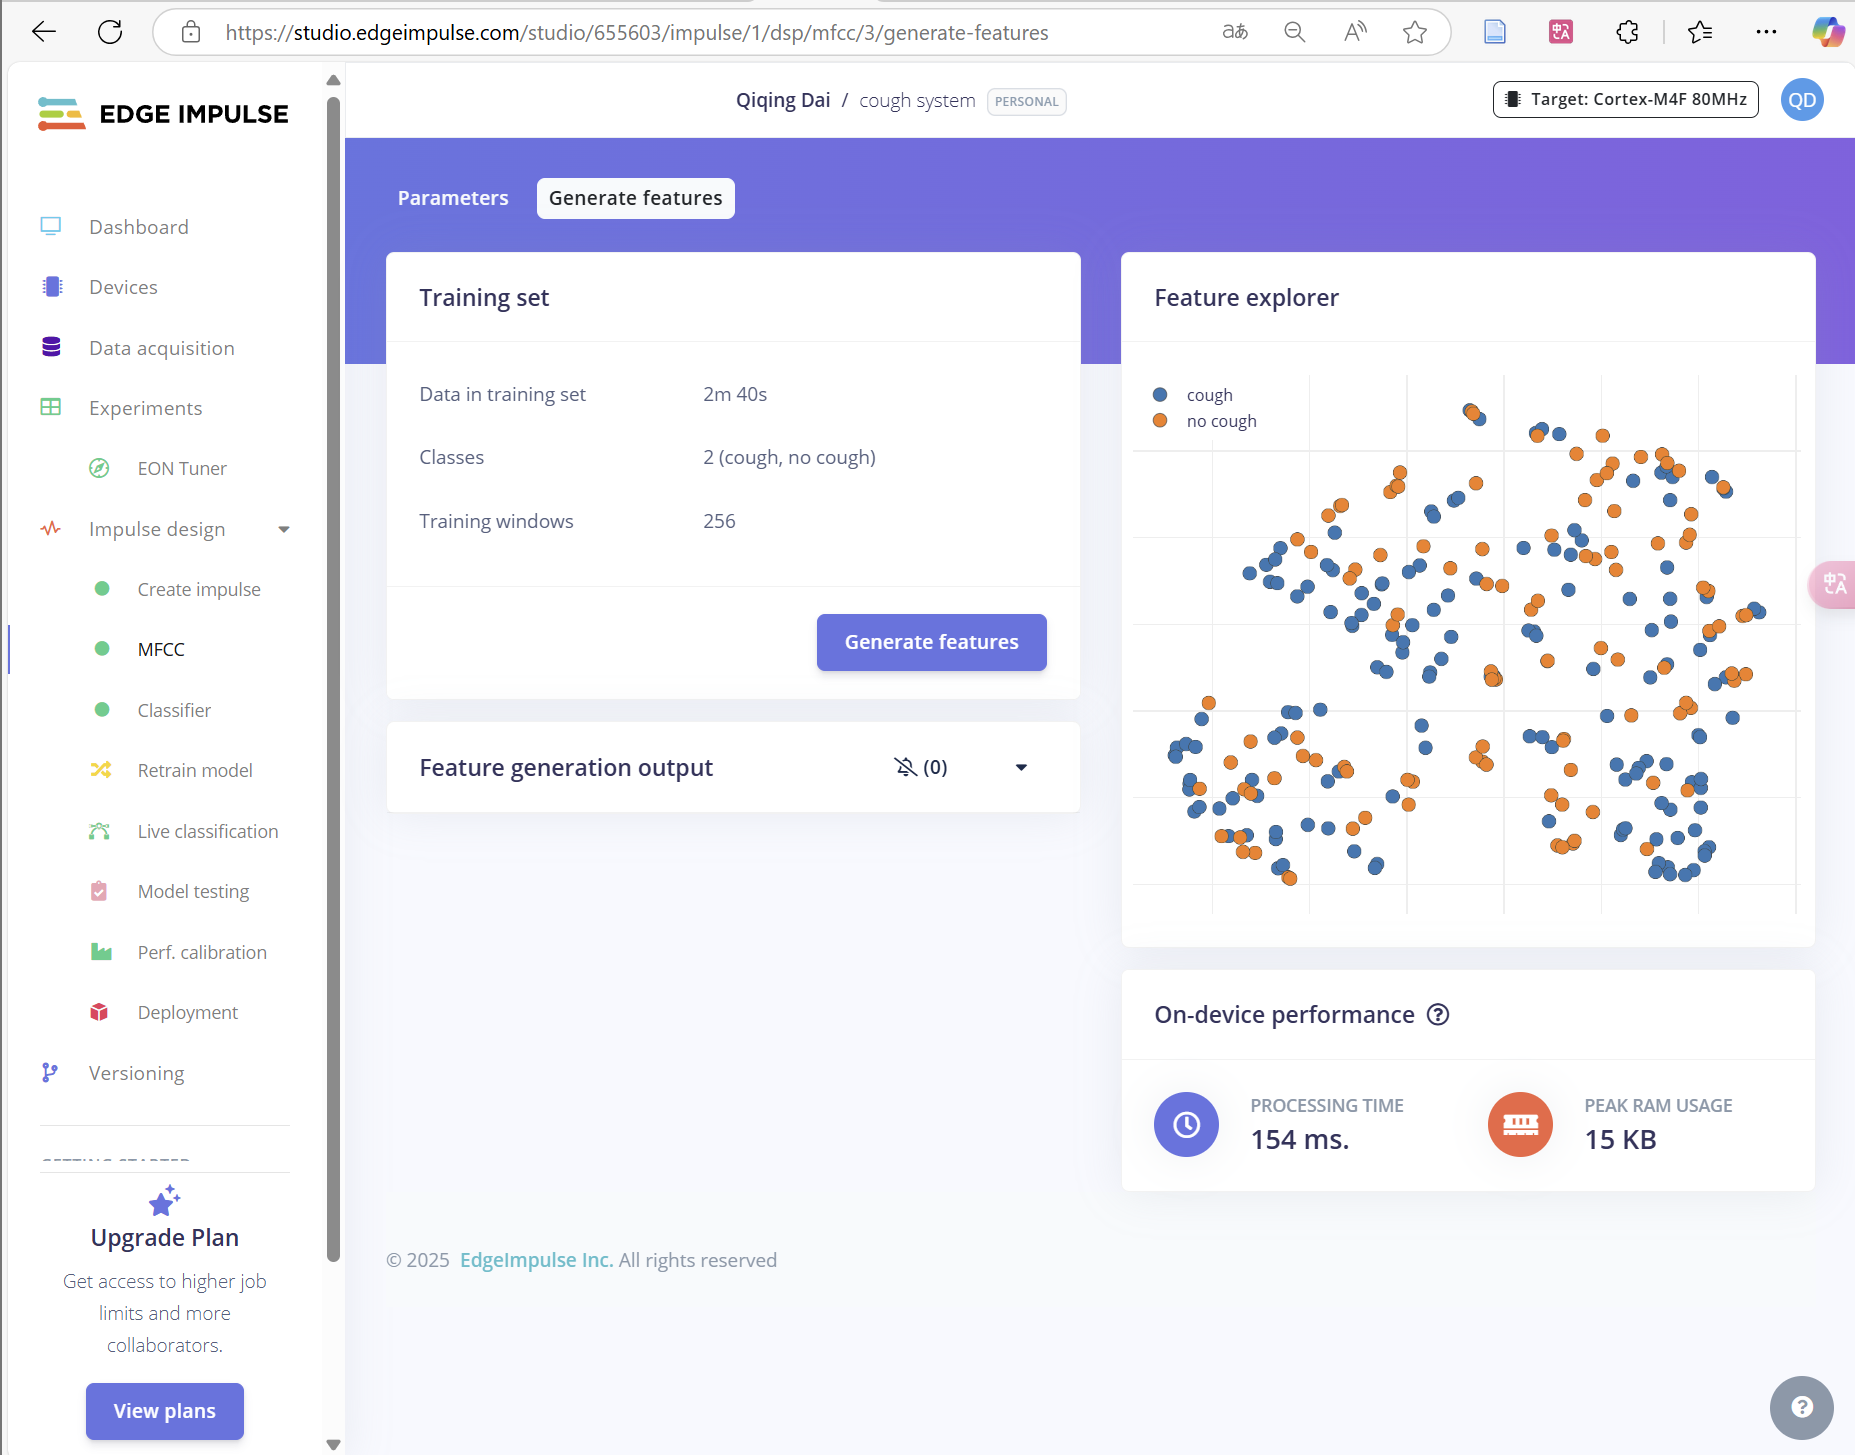 https://studio.edgeimpulse.com/studio/655603/impulse/1/dsp/mfcc/3/generate-features
EDGE IMPULSE
Qiqing Dai / cough system PERSONAL
Target: Cortex-M4F 80MHz
QD
Dashboard
Devices
Data acquisition
Experiments
EON Tuner
Impulse design
Create impulse
MFCC
Classifier
Retrain model
Live classification
Model testing
Perf. calibration
Deployment
Versioning
Upgrade Plan
Get access to higher job
limits and more
collaborators.
View plans
Parameters
Generate features
Training set
Data in training set 2m 40s
Classes 2 (cough, no cough)
Training windows 256
Generate features
Feature generation output (0)
Feature explorer
cough
no cough
On-device performance
PROCESSING TIME
154 ms.
PEAK RAM USAGE
15 KB
© 2025 EdgeImpulse Inc. All rights reserved